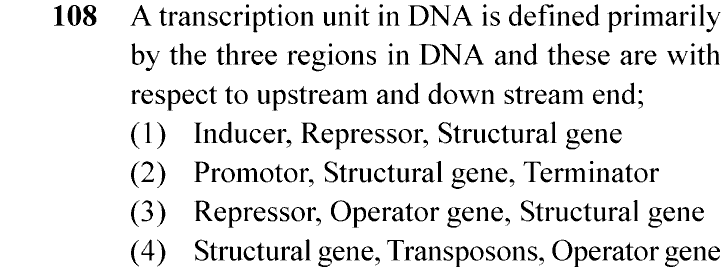 108 A transcription unit in DNA is defined primarily
by the three regions in DNA and these are with
respect to upstream and down stream end;
(1) Inducer, Repressor, Structural gene
(2) Promotor, Structural gene, Terminator
(3) Repressor, Operator gene, Structural gene
(4) Structural gene, Transposons, Operator gene